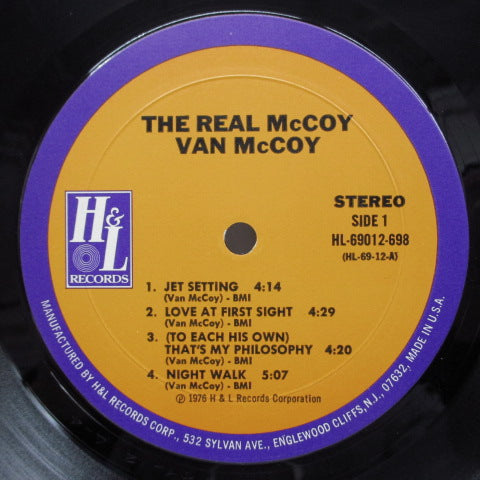 THE REAL McCOY
VAN McCOY
STEREO
SIDE 1
HL-69012-698
(HL-69-12-A)
H&L
RECORDS
1. JET SETTING 4:14
(Van McCoy) - BMI
2. LOVE AT FIRST SIGHT 4:29
(Van McCoy) - BMI
3. (TO EACH HIS OWN)
THAT'S MY PHILOSOPHY 4:20
(Van McCoy) - BMI
4. NIGHT WALK 5:07
(Van McCoy) - BMI
℗ 1976 H & L Records Corporation
MANUFACTURED BY H&L RECORDS CORP., 532 SYLVAN AVE., ENGLEWOOD CLIFFS, N.J., 07632, MADE IN U.S.A.